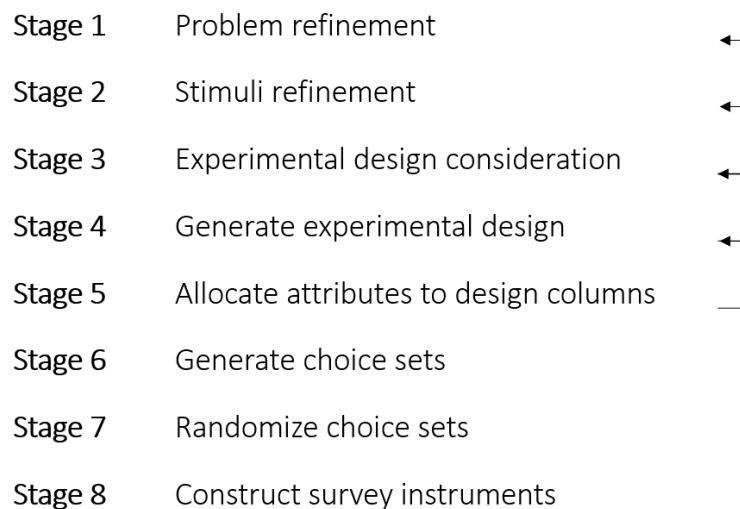 Stage 1 Problem refinement
Stage 2 Stimuli refinement
Stage 3 Experimental design consideration
Stage 4 Generate experimental design
Stage 5 Allocate attributes to design columns
Stage 6 Generate choice sets
Stage 7 Randomize choice sets
Stage 8 Construct survey instruments